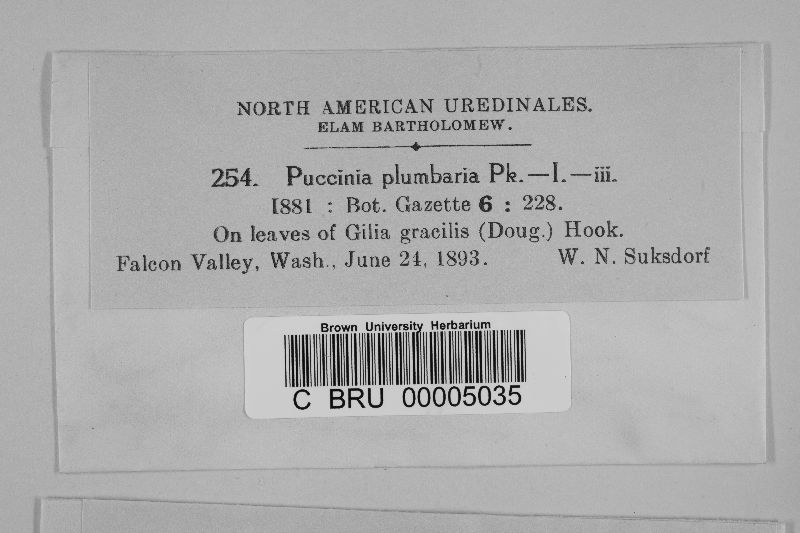 NORTH AMERICAN UREDINALES.
ELAM BARTHOLOMEW.
254. Puccinia plumbaria Pk.—I.—iii.
1881 : Bot. Gazette 6 : 228.
On leaves of Gilia gracilis (Doug.) Hook.
Falcon Valley, Wash., June 24, 1893. W. N. Suksdorf
Brown University Herbarium
C BRU 00005035